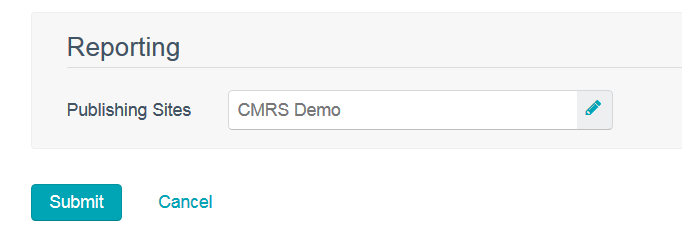 Reporting
Publishing Sites CMRS Demo
Submit Cancel